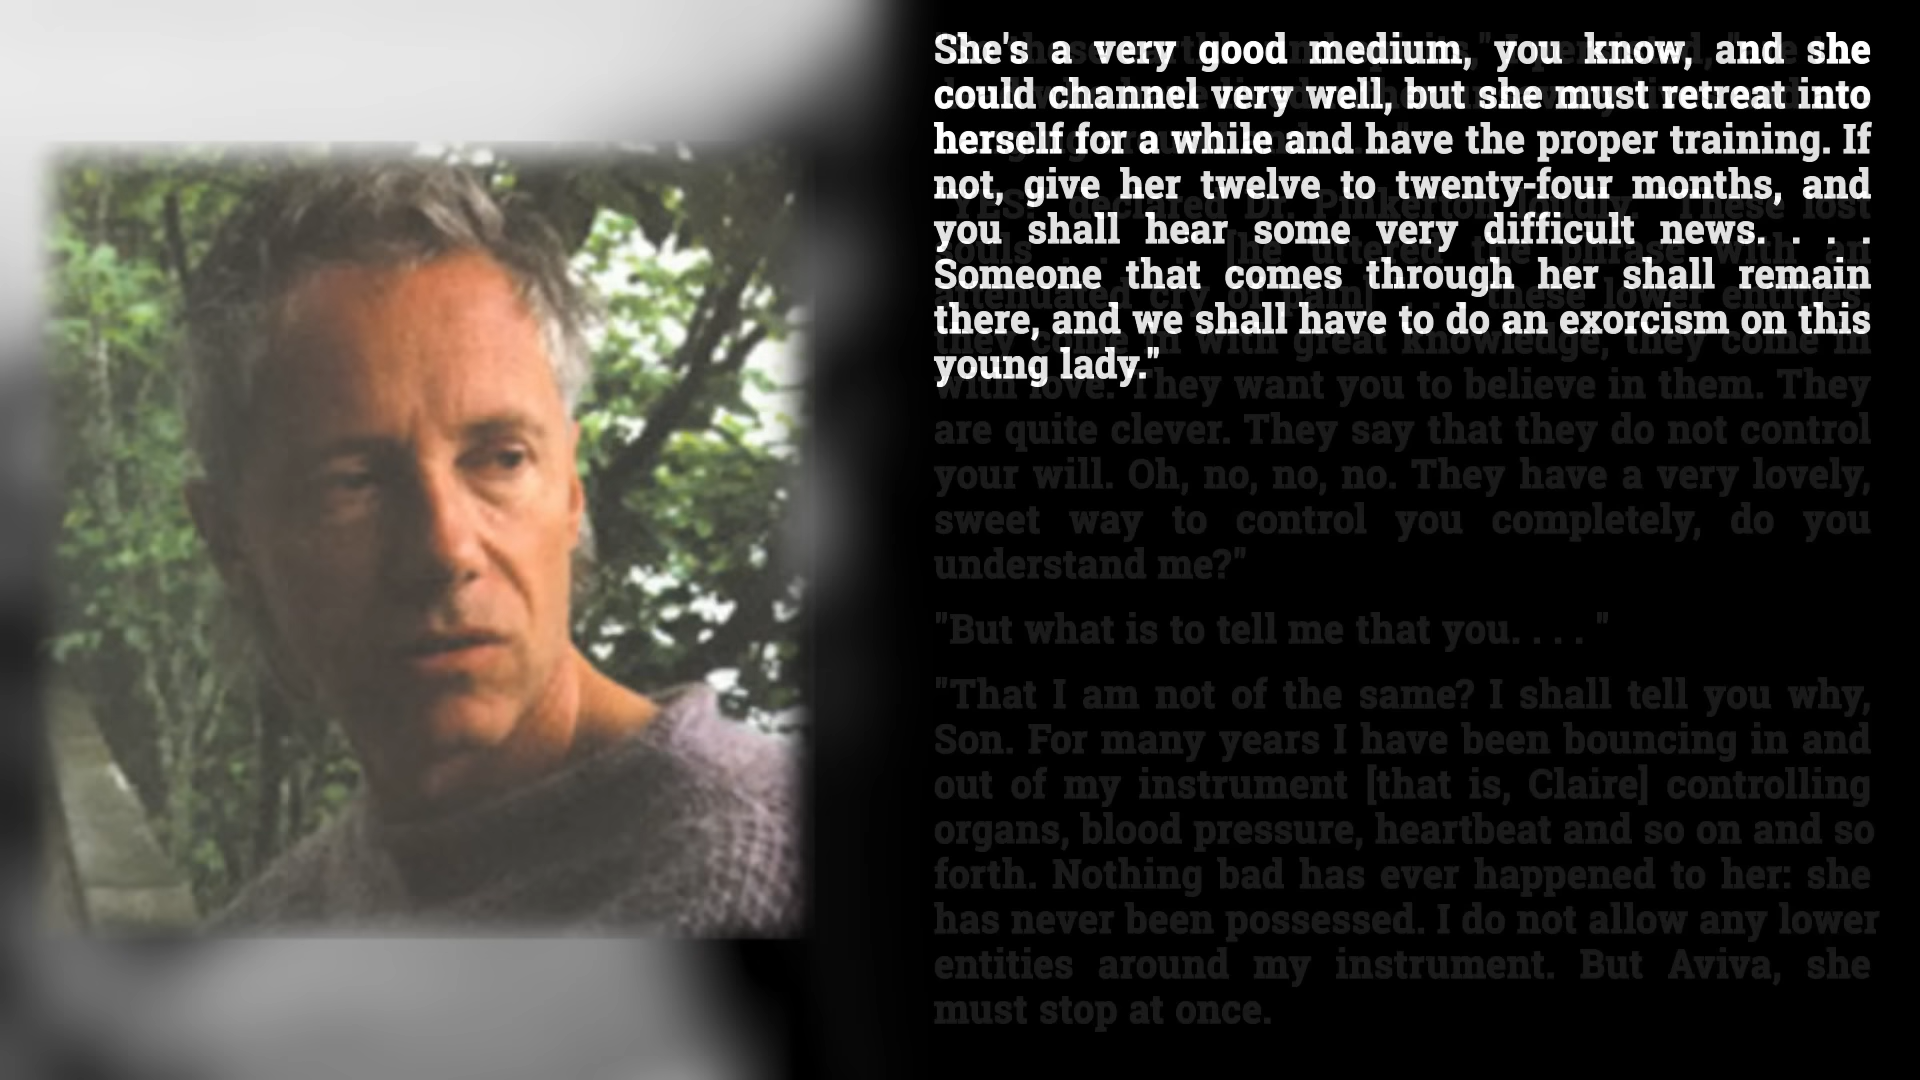 She's a very good medium, you know, and she
could channel very well, but she must retreat into
herself for a while and have the proper training. If
not, give her twelve to twenty-four months, and
you shall hear some very difficult news. . . .
Someone that comes through her shall remain
there, and we shall have to do an exorcism on this
young lady."
they come in with great knowledge, they come in
with love. They want you to believe in them. They
are quite clever. They say that they do not control
your will. Oh, no, no, no. They have a very lovely,
sweet way to control you completely, do you
understand me?"
"But what is to tell me that you. . . . "
"That I am not of the same? I shall tell you why,
Son. For many years I have been bouncing in and
out of my instrument [that is, Claire] controlling
organs, blood pressure, heartbeat and so on and so
forth. Nothing bad has ever happened to her: she
has never been possessed. I do not allow any lower
entities around my instrument. But Aviva, she
must stop at once.